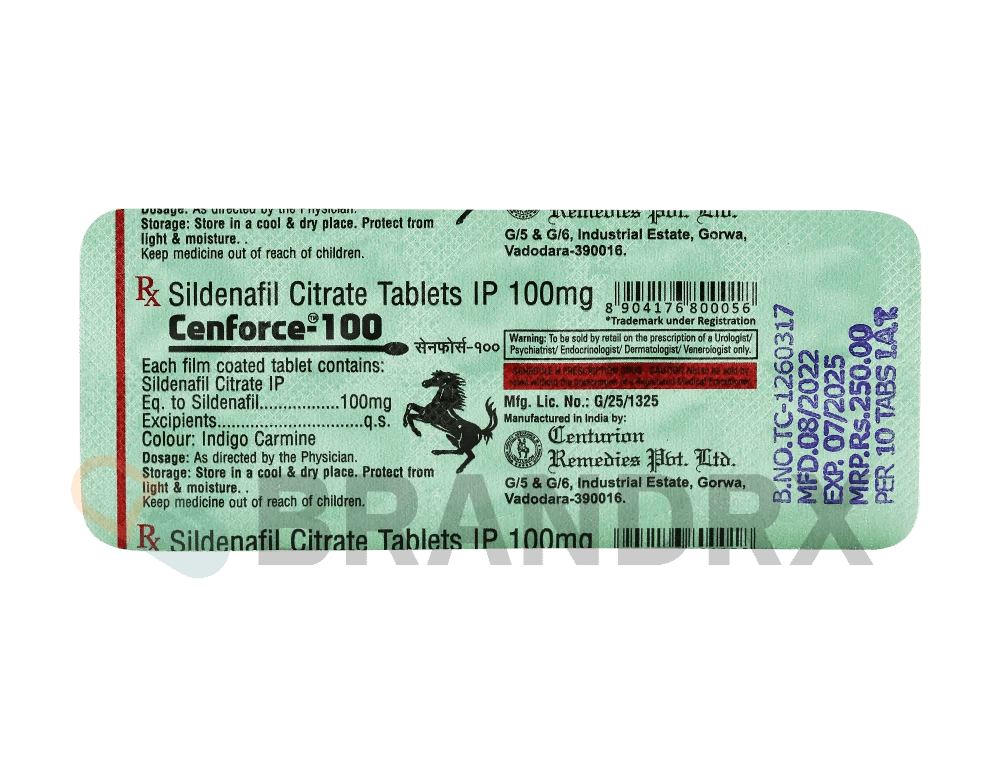 Dosage: As directed by the Physician.
Storage: Store in a cool & dry place. Protect from
light & moisture. .
Keep medicine out of reach of children.
Remedies Pvt. Ltd.
G/5 & G/6, Industrial Estate, Gorwa,
Vadodara-390016.
Rx Sildenafil Citrate Tablets IP 100mg
8 904176 800056
*Trademark under Registration
Cenforce™-100
सेनफोर्स-१००
Warning: To be sold by retail on the prescription of a Urologist/
Psychiatrist/ Endocrinologist/ Dermatologist/ Venerologist only.
Each film coated tablet contains:
Sildenafil Citrate IP
Eq. to Sildenafil.................100mg
Excipients..............................q.s.
Colour: Indigo Carmine
Dosage: As directed by the Physician.
Storage: Store in a cool & dry place. Protect from
light & moisture. .
Keep medicine out of reach of children.
Mfg. Lic. No.: G/25/1325
Manufactured in India by:
Centurion
Remedies Pvt. Ltd.
G/5 & G/6, Industrial Estate, Gorwa,
Vadodara-390016.
B.NO.TC-1260317
MFD.08/2022
EXP. 07/2025
MRP.Rs.250.00
PER 10 TABS
Rx Sildenafil Citrate Tablets IP 100mg
BRANDRX